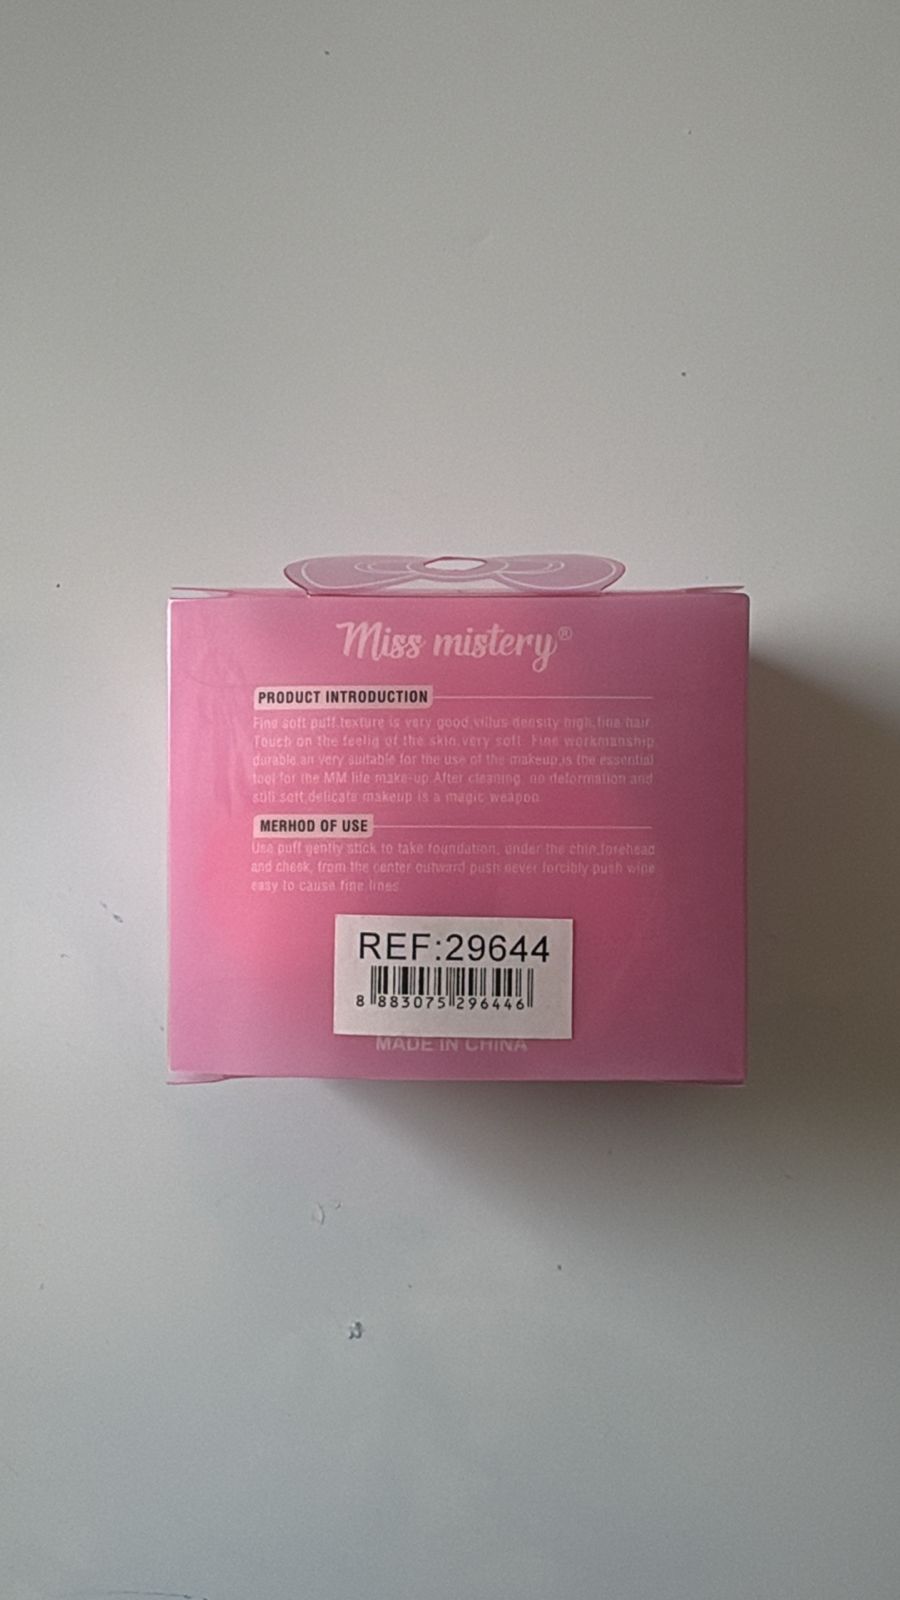 Miss mistery®
PRODUCT INTRODUCTION
Fine soft puff,texture is very good,villus density high,fine hair.
Touch on the feelig of the skin,very soft. Fine workmanship,
durable,an very suitable for the use of the makeup,is the essential
tool for the MM life make-up.After cleaning, no deformation and
still soft,delicate makeup is a magic weapon.
MERHOD OF USE
Use puff gently stick to take foundation, under the chin,forehead
and cheek, from the center outward push never forcibly push wipe
easy to cause fine lines.
REF:29644
8 883075 296446
MADE IN CHINA